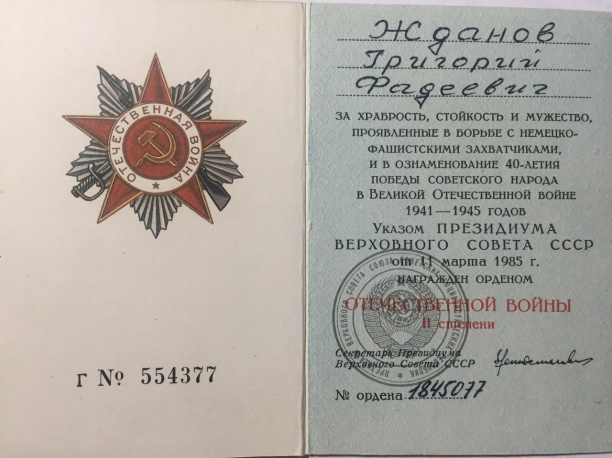 ОТЕЧЕСТВЕННАЯ ВОЙНА
Г № 554377
Жданов
Григорий
Фадеевич
ЗА ХРАБРОСТЬ, СТОЙКОСТЬ И МУЖЕСТВО,
ПРОЯВЛЕННЫЕ В БОРЬБЕ С НЕМЕЦКО-
ФАШИСТСКИМИ ЗАХВАТЧИКАМИ,
И В ОЗНАМЕНОВАНИЕ 40-ЛЕТИЯ
ПОБЕДЫ СОВЕТСКОГО НАРОДА
В ВЕЛИКОЙ ОТЕЧЕСТВЕННОЙ ВОЙНЕ
1941—1945 ГОДОВ
УКАЗОМ ПРЕЗИДИУМА
ВЕРХОВНОГО СОВЕТА СССР
от 11 марта 1985 г.
НАГРАЖДЕН ОРДЕНОМ
ОТЕЧЕСТВЕННОЙ ВОЙНЫ
II степени
Секретарь Президиума
Верховного Совета СССР
№ ордена 1845077